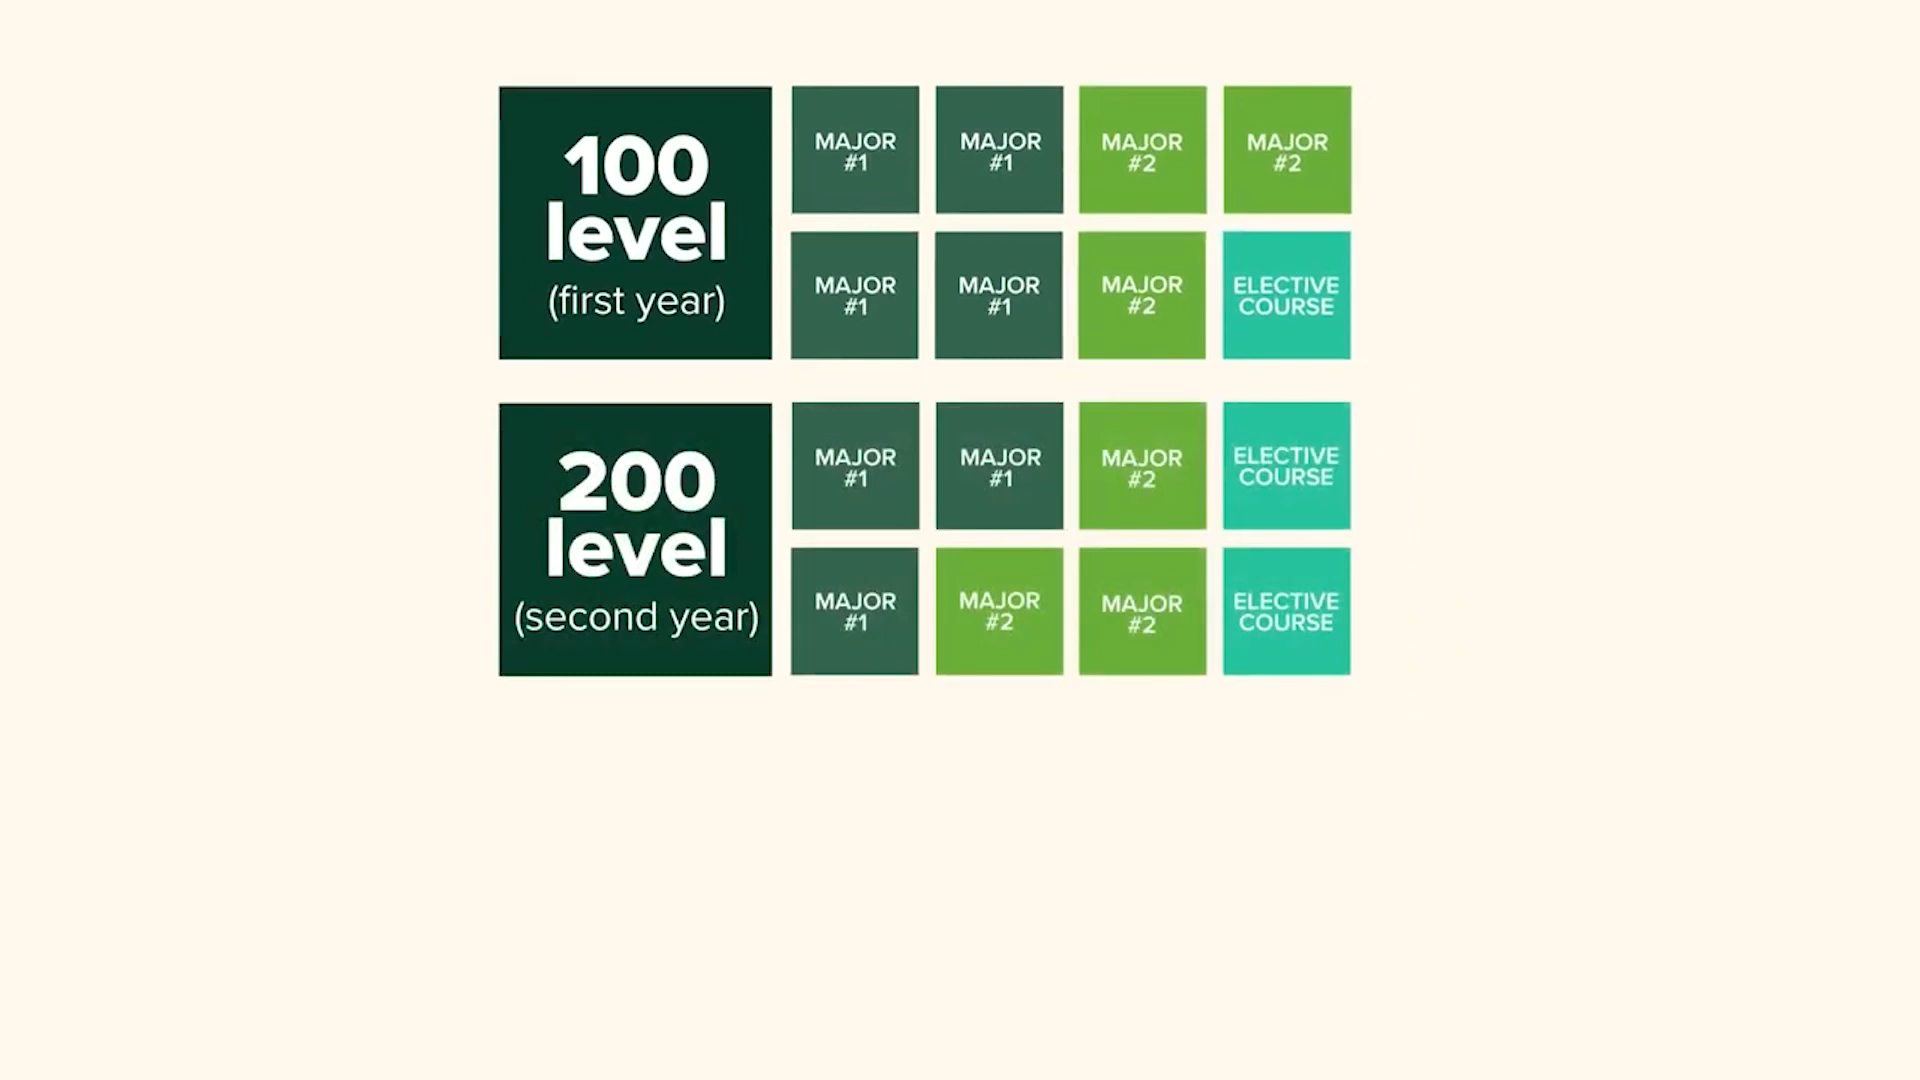 100
level
(first year)
MAJOR
#1
MAJOR
#1
MAJOR
#2
MAJOR
#2
MAJOR
#1
MAJOR
#1
MAJOR
#2
ELECTIVE
COURSE
200
level
(second year)
MAJOR
#1
MAJOR
#1
MAJOR
#2
ELECTIVE
COURSE
MAJOR
#1
MAJOR
#2
MAJOR
#2
ELECTIVE
COURSE